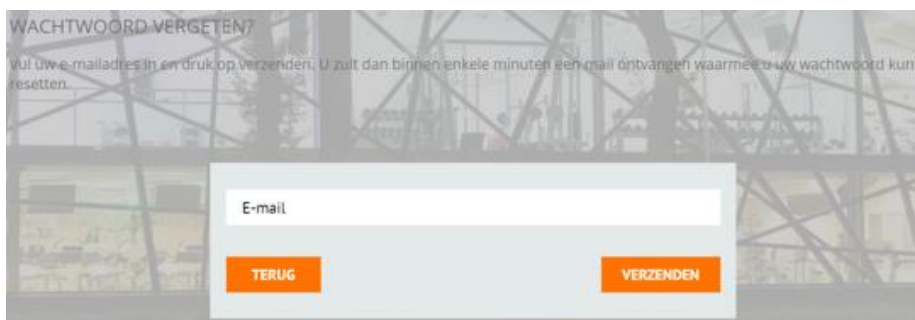 WACHTWOORD VERGETEN?
Vul uw e-mailadres in en druk op verzenden. U zult dan binnen enkele minuten een mail ontvangen waarmee u uw wachtwoord kun
resetten.
E-mail
TERUG
VERZENDEN